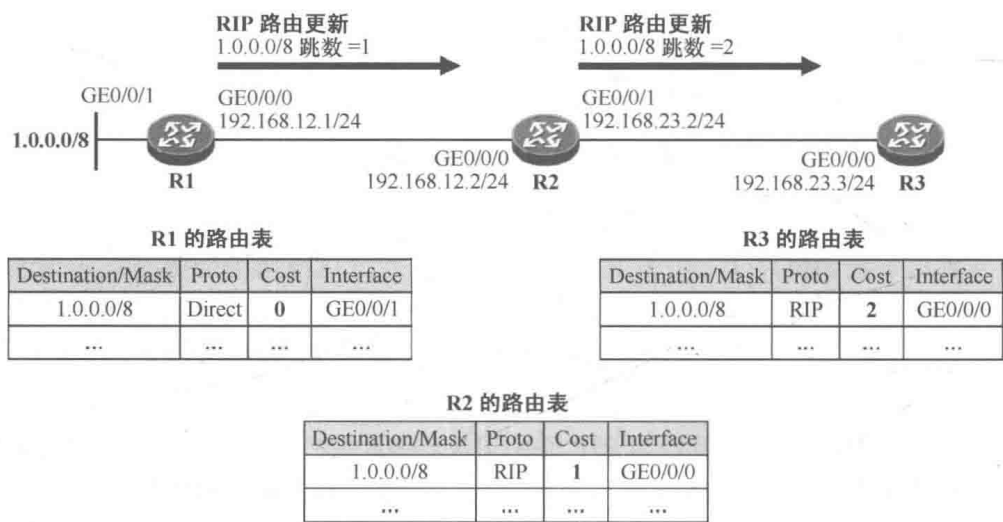 RIP 路由更新
1.0.0.0/8 跳数 =1
RIP 路由更新
1.0.0.0/8 跳数 =2
GE0/0/1
GE0/0/0
192.168.12.1/24
GE0/0/1
192.168.23.2/24
1.0.0.0/8
GE0/0/0
192.168.12.2/24
GE0/0/0
192.168.23.3/24
R1
R2
R3
R1 的路由表
Destination/Mask Proto Cost Interface
1.0.0.0/8 Direct 0 GE0/0/1
... ... ... ...
R3 的路由表
Destination/Mask Proto Cost Interface
1.0.0.0/8 RIP 2 GE0/0/0
... ... ... ...
R2 的路由表
Destination/Mask Proto Cost Interface
1.0.0.0/8 RIP 1 GE0/0/0
... ... ... ...